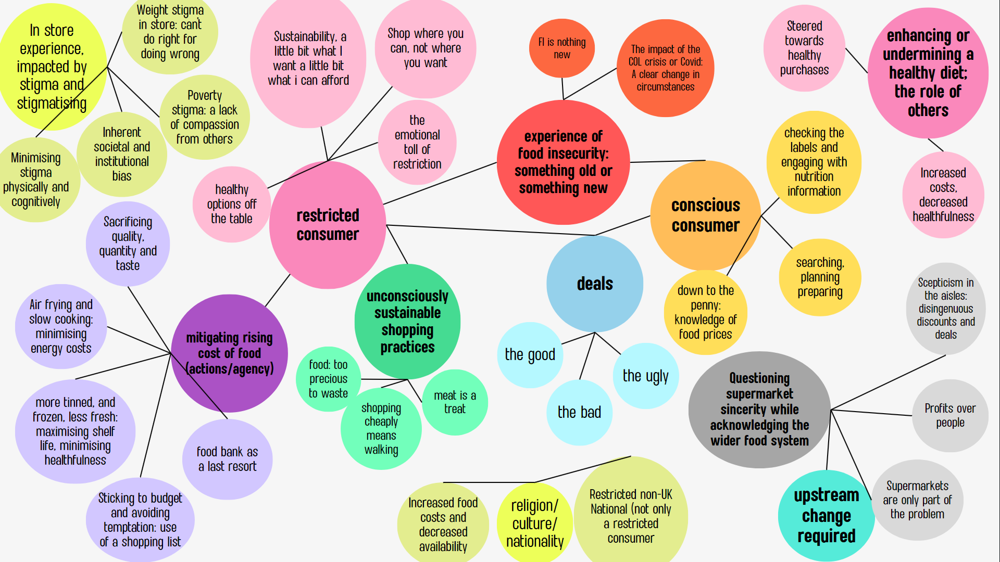 In store
experience,
impacted by
stigma and
stigmatising
Weight stigma
in store: can't
do right for
doing wrong
Poverty
stigma: a lack
of compassion
from others
Inherent
societal and
institutional
bias
Minimising
stigma
physically and
cognitively
Sustainability, a
little bit what I
want a little bit
what i can afford
Shop where you
can, not where
you want
the
emotional
toll of
restriction
healthy
options off
the table
restricted
consumer
FI is nothing
new
The impact of the
COL crisis or Covid:
A clear change in
circumstances
experience of
food insecurity:
something old or
something new
Steered
towards
healthy
purchases
enhancing or
undermining a
healthy diet;
the role of
others
Increased
costs,
decreased
healthfulness
checking the
labels and
engaging with
nutrition
information
conscious
consumer
searching,
planning
preparing
down to the
penny:
knowledge of
food prices
deals
the good
the bad
the ugly
unconsciously
sustainable
shopping
practices
food: too
precious
to waste
shopping
cheaply
means
walking
meat is a
treat
Sacrificing
quality,
quantity and
taste
Air frying and
slow cooking:
minimising
energy costs
mitigating rising
cost of food
(actions/agency)
more tinned, and
frozen, less fresh:
maximising shelf
life, minimising
healthfulness
food bank as
a last resort
Sticking to budget
and avoiding
temptation: use
of a shopping list
Increased food
costs and
decreased
availability
religion/
culture/
nationality
Restricted non-UK
National (not only
a restricted
consumer
Scepticism in
the aisles:
disingenuous
discounts and
deals
Questioning
supermarket
sincerity while
acknowledging the
wider food system
Profits over
people
upstream
change
required
Supermarkets
are only part of
the problem